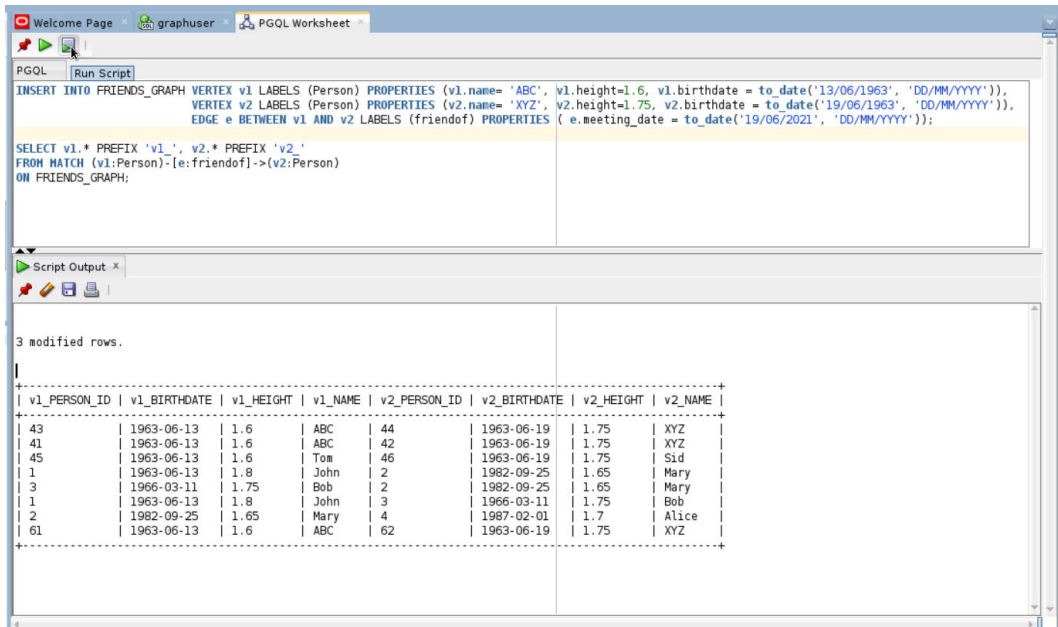 Welcome Page × graphuser × PGQL Worksheet ×
PGQL Run Script
INSERT INTO FRIENDS_GRAPH VERTEX v1 LABELS (Person) PROPERTIES (v1.name= 'ABC', v1.height=1.6, v1.birthdate = to_date('13/06/1963', 'DD/MM/YYYY')),
VERTEX v2 LABELS (Person) PROPERTIES (v2.name= 'XYZ', v2.height=1.75, v2.birthdate = to_date('19/06/1963', 'DD/MM/YYYY')),
EDGE e BETWEEN v1 AND v2 LABELS (friendof) PROPERTIES ( e.meeting_date = to_date('19/06/2021', 'DD/MM/YYYY'));
SELECT v1.* PREFIX 'v1_', v2.* PREFIX 'v2_'
FROM MATCH (v1:Person)-[e:friendof]->(v2:Person)
ON FRIENDS_GRAPH;
Script Output ×
3 modified rows.
+-----------------------------------------------------------------------------------------------------+
| v1_PERSON_ID | v1_BIRTHDATE | v1_HEIGHT | v1_NAME | v2_PERSON_ID | v2_BIRTHDATE | v2_HEIGHT | v2_NAME |
+-----------------------------------------------------------------------------------------------------+
| 43 | 1963-06-13 | 1.6 | ABC | 44 | 1963-06-19 | 1.75 | XYZ |
| 41 | 1963-06-13 | 1.6 | ABC | 42 | 1963-06-19 | 1.75 | XYZ |
| 45 | 1963-06-13 | 1.6 | Tom | 46 | 1963-06-19 | 1.75 | Sid |
| 1 | 1963-06-13 | 1.8 | John | 2 | 1982-09-25 | 1.65 | Mary |
| 3 | 1966-03-11 | 1.75 | Bob | 2 | 1982-09-25 | 1.65 | Mary |
| 1 | 1963-06-13 | 1.8 | John | 3 | 1966-03-11 | 1.75 | Bob |
| 2 | 1982-09-25 | 1.65 | Mary | 4 | 1987-02-01 | 1.7 | Alice |
| 61 | 1963-06-13 | 1.6 | ABC | 62 | 1963-06-19 | 1.75 | XYZ |
+-----------------------------------------------------------------------------------------------------+